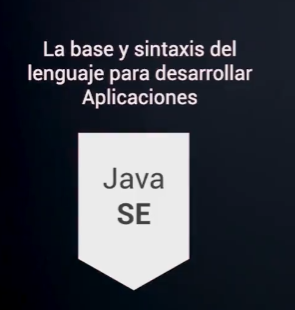 La base y sintaxis del
lenguaje para desarrollar
Aplicaciones
Java
SE